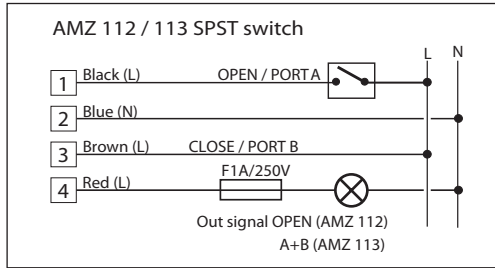 AMZ 112 / 113 SPST switch
L N
1 Black (L) OPEN / PORT A
2 Blue (N)
3 Brown (L) CLOSE / PORT B
4 Red (L) F1A/250V
Out signal OPEN (AMZ 112)
A+B (AMZ 113)